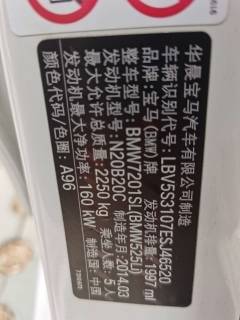 华晨宝马汽车有限公司制造
车辆识别代号：LBV5S3107ESJ46520
品牌：宝马(BMW)牌 发动机排量：1997 ml
整车型号：BMW7201SL(BMW525Li)
发动机型号：N20B20C 制造年月：2014.03
最大允许总质量：2250 kg 乘坐人数：5人
发动机最大净功率：160 kW 制造国：中国
颜色代码/色圈：A96